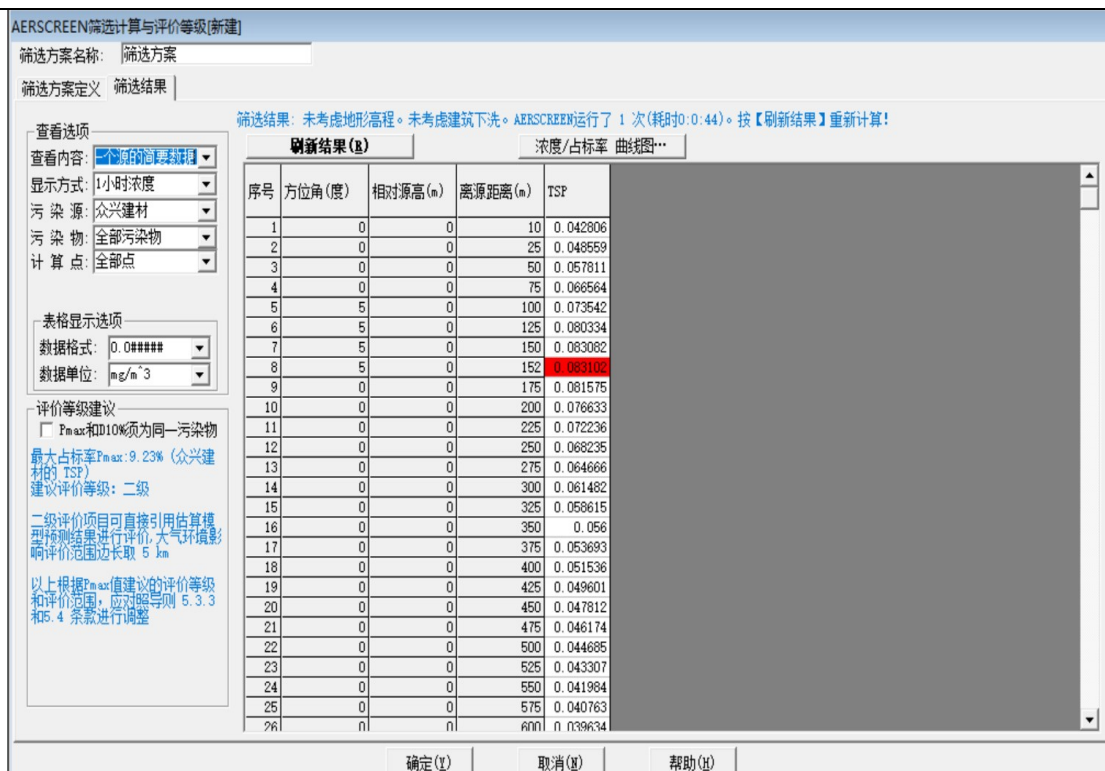 AERSCREEN筛选计算与评价等级[新建]
筛选方案名称: 筛选方案
筛选方案定义 筛选结果
筛选结果: 未考虑地形高程。未考虑建筑下洗。AERSCREEN运行了 1 次(耗时0:0:44)。按【刷新结果】重新计算!
查看选项
查看内容: 一个源的简要数据
显示方式: 1小时浓度
污 染 源: 众兴建材
污 染 物: 全部污染物
计 算 点: 全部点
表格显示选项
数据格式: 0.0#####
数据单位: mg/m^3
评价等级建议
Pmax和D10%须为同一污染物
最大占标率Pmax:9.23% (众兴建
材的 TSP)
建议评价等级: 二级
二级评价项目可直接引用估算模
型预测结果进行评价,大气环境影
响评价范围边长取 5 km
以上根据Pmax值建议的评价等级
和评价范围, 应对照导则 5.3.3
和5.4 条款进行调整
刷新结果(R) 浓度/占标率 曲线图…
序号 方位角(度) 相对源高(m) 离源距离(m) TSP
1 0 0 10 0.042806
2 0 0 25 0.048559
3 0 0 50 0.057811
4 0 0 75 0.066564
5 5 0 100 0.073542
6 5 0 125 0.080334
7 5 0 150 0.083082
8 5 0 152 0.083102
9 0 0 175 0.081575
10 0 0 200 0.076633
11 0 0 225 0.072236
12 0 0 250 0.068235
13 0 0 275 0.064666
14 0 0 300 0.061482
15 0 0 325 0.058615
16 0 0 350 0.056
17 0 0 375 0.053693
18 0 0 400 0.051536
19 0 0 425 0.049601
20 0 0 450 0.047812
21 0 0 475 0.046174
22 0 0 500 0.044685
23 0 0 525 0.043307
24 0 0 550 0.041984
25 0 0 575 0.040763
26 0 0 600 0.039634
确定(Y) 取消(N) 帮助(H)